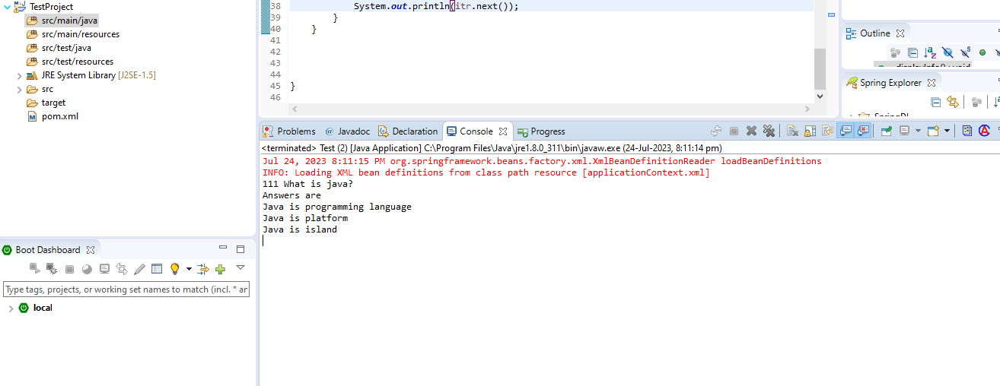 TestProject
src/main/java
src/main/resources
src/test/java
src/test/resources
JRE System Library [J2SE-1.5]
src
target
pom.xml
38 System.out.println(itr.next());
39 }
40 }
41
42
43
44
45 }
46
Outline
displayInfo() : void
Spring Explorer
SpringDI
Problems
@ Javadoc
Declaration
Console
Progress
<terminated> Test (2) [Java Application] C:\Program Files\Java\jre1.8.0_311\bin\javaw.exe (24-Jul-2023, 8:11:14 pm)
Jul 24, 2023 8:11:15 PM org.springframework.beans.factory.xml.XmlBeanDefinitionReader loadBeanDefinitions
INFO: Loading XML bean definitions from class path resource [applicationContext.xml]
111 What is java?
Answers are
Java is programming language
Java is platform
Java is island
Boot Dashboard
Type tags, projects, or working set names to match (incl. * ar
local